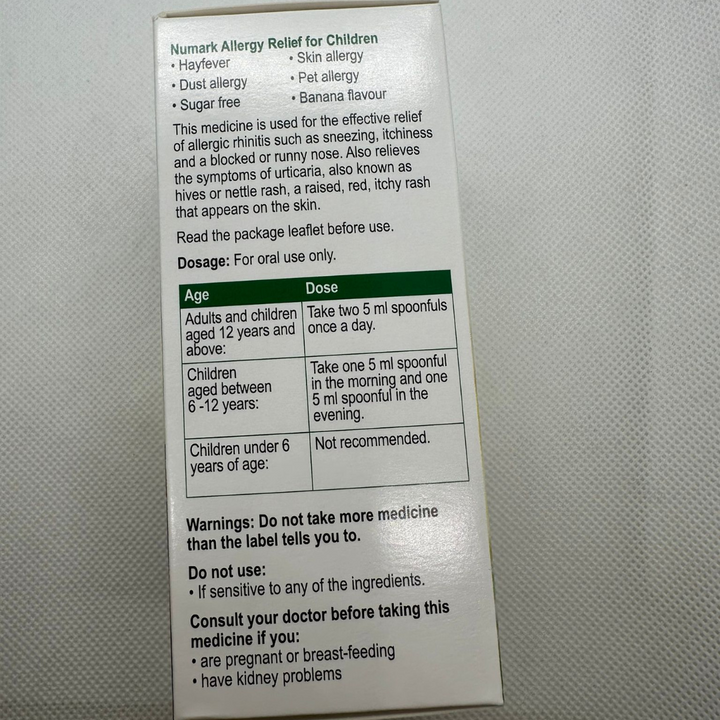 Numark Allergy Relief for Children
• Hayfever • Skin allergy
• Dust allergy • Pet allergy
• Sugar free • Banana flavour
This medicine is used for the effective relief
of allergic rhinitis such as sneezing, itchiness
and a blocked or runny nose. Also relieves
the symptoms of urticaria, also known as
hives or nettle rash, a raised, red, itchy rash
that appears on the skin.
Read the package leaflet before use.
Dosage: For oral use only.
Age Dose
Adults and children
aged 12 years and
above:
Take two 5 ml spoonfuls
once a day.
Children
aged between
6 -12 years:
Take one 5 ml spoonful
in the morning and one
5 ml spoonful in the
evening.
Children under 6
years of age:
Not recommended.
Warnings: Do not take more medicine
than the label tells you to.
Do not use:
• If sensitive to any of the ingredients.
Consult your doctor before taking this
medicine if you:
• are pregnant or breast-feeding
• have kidney problems